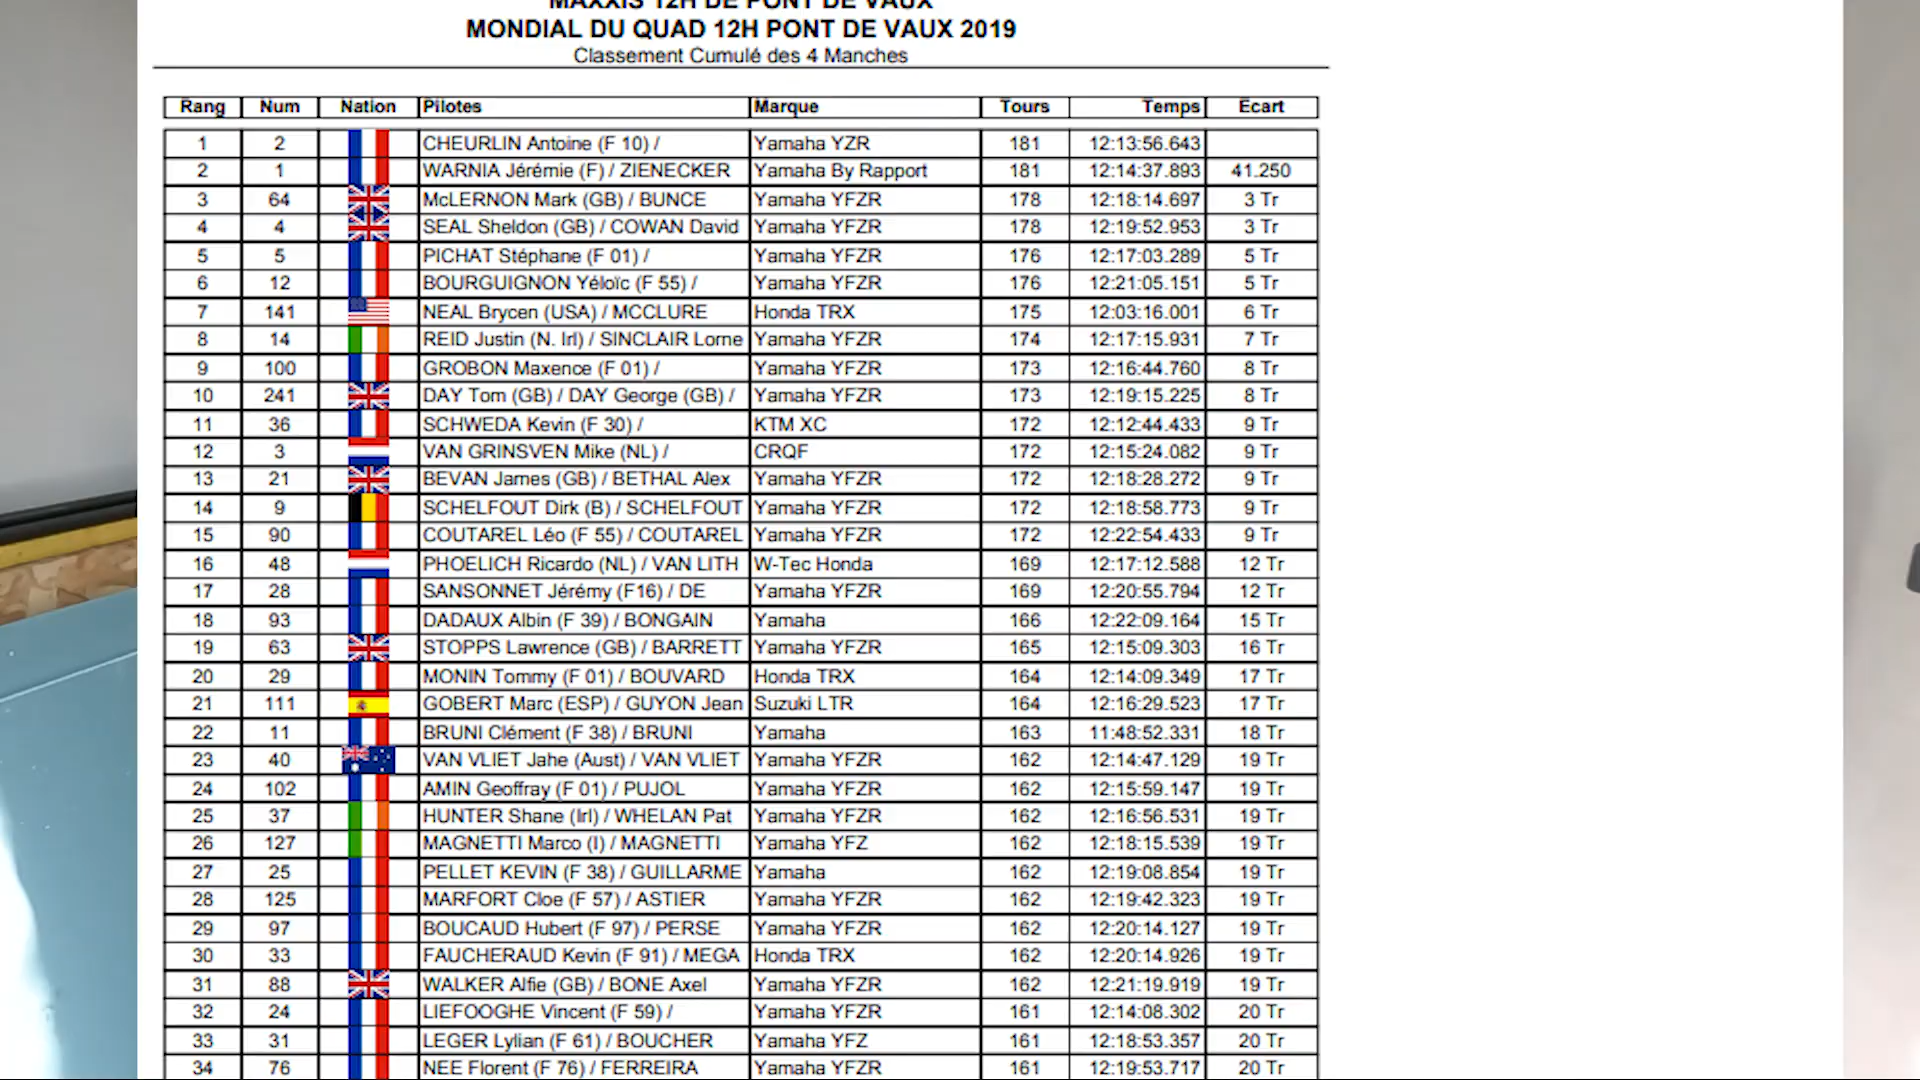 MAXXIS 12H DE PONT DE VAUX
MONDIAL DU QUAD 12H PONT DE VAUX 2019
Classement Cumulé des 4 Manches
Rang Num Nation Pilotes Marque Tours Temps Ecart
1 2 CHEURLIN Antoine (F 10) / Yamaha YZR 181 12:13:56.643
2 1 WARNIA Jérémie (F) / ZIENECKER Yamaha By Rapport 181 12:14:37.893 41.250
3 64 McLERNON Mark (GB) / BUNCE Yamaha YFZR 178 12:18:14.697 3 Tr
4 4 SEAL Sheldon (GB) / COWAN David Yamaha YFZR 178 12:19:52.953 3 Tr
5 5 PICHAT Stéphane (F 01) / Yamaha YFZR 176 12:17:03.289 5 Tr
6 12 BOURGUIGNON Yéloïc (F 55) / Yamaha YFZR 176 12:21:05.151 5 Tr
7 141 NEAL Brycen (USA) / MCCLURE Honda TRX 175 12:03:16.001 6 Tr
8 14 REID Justin (N. Irl) / SINCLAIR Lorne Yamaha YFZR 174 12:17:15.931 7 Tr
9 100 GROBON Maxence (F 01) / Yamaha YFZR 173 12:16:44.760 8 Tr
10 241 DAY Tom (GB) / DAY George (GB) / Yamaha YFZR 173 12:19:15.225 8 Tr
11 36 SCHWEDA Kevin (F 30) / KTM XC 172 12:12:44.433 9 Tr
12 3 VAN GRINSVEN Mike (NL) / CRQF 172 12:15:24.082 9 Tr
13 21 BEVAN James (GB) / BETHAL Alex Yamaha YFZR 172 12:18:28.272 9 Tr
14 9 SCHELFOUT Dirk (B) / SCHELFOUT Yamaha YFZR 172 12:18:58.773 9 Tr
15 90 COUTAREL Léo (F 55) / COUTAREL Yamaha YFZR 172 12:22:54.433 9 Tr
16 48 PHOELICH Ricardo (NL) / VAN LITH W-Tec Honda 169 12:17:12.588 12 Tr
17 28 SANSONNET Jérémy (F16) / DE Yamaha YFZR 169 12:20:55.794 12 Tr
18 93 DADAUX Albin (F 39) / BONGAIN Yamaha 166 12:22:09.164 15 Tr
19 63 STOPPS Lawrence (GB) / BARRETT Yamaha YFZR 165 12:15:09.303 16 Tr
20 29 MONIN Tommy (F 01) / BOUVARD Honda TRX 164 12:14:09.349 17 Tr
21 111 GOBERT Marc (ESP) / GUYON Jean Suzuki LTR 164 12:16:29.523 17 Tr
22 11 BRUNI Clément (F 38) / BRUNI Yamaha 163 11:48:52.331 18 Tr
23 40 VAN VLIET Jahe (Aust) / VAN VLIET Yamaha YFZR 162 12:14:47.129 19 Tr
24 102 AMIN Geoffray (F 01) / PUJOL Yamaha YFZR 162 12:15:59.147 19 Tr
25 37 HUNTER Shane (Irl) / WHELAN Pat Yamaha YFZR 162 12:16:56.531 19 Tr
26 127 MAGNETTI Marco (I) / MAGNETTI Yamaha YFZ 162 12:18:15.539 19 Tr
27 25 PELLET KEVIN (F 38) / GUILLARME Yamaha 162 12:19:08.854 19 Tr
28 125 MARFORT Cloe (F 57) / ASTIER Yamaha YFZR 162 12:19:42.323 19 Tr
29 97 BOUCAUD Hubert (F 97) / PERSE Yamaha YFZR 162 12:20:14.127 19 Tr
30 33 FAUCHERAUD Kevin (F 91) / MEGA Honda TRX 162 12:20:14.926 19 Tr
31 88 WALKER Alfie (GB) / BONE Axel Yamaha YFZR 162 12:21:19.919 19 Tr
32 24 LIEFOOGHE Vincent (F 59) / Yamaha YFZR 161 12:14:08.302 20 Tr
33 31 LEGER Lylian (F 61) / BOUCHER Yamaha YFZ 161 12:18:53.357 20 Tr
34 76 NEE Florent (F 76) / FERREIRA Yamaha YFZR 161 12:19:53.717 20 Tr